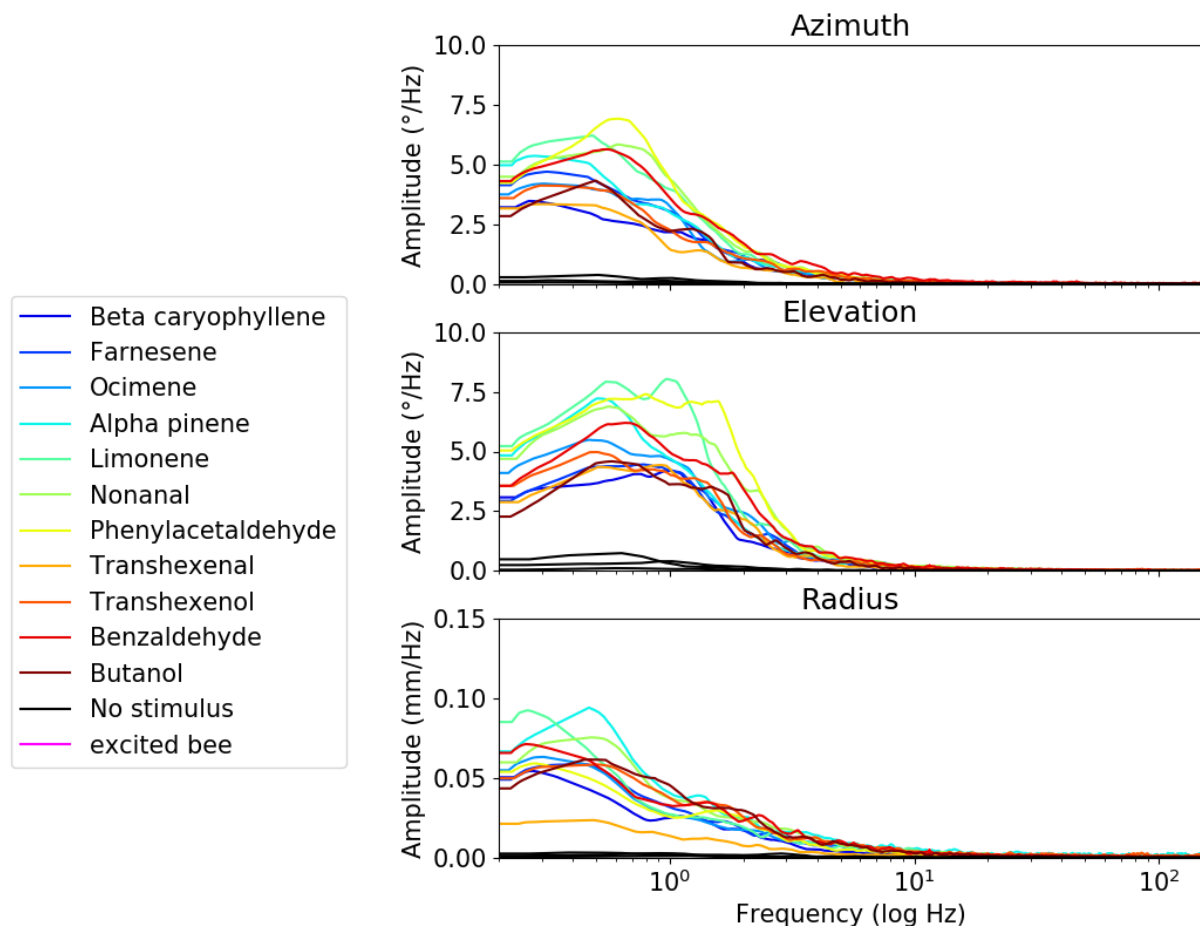 Azimuth
10.0
7.5
5.0
2.5
0.0
Amplitude (°/Hz)
Elevation
10.0
7.5
5.0
2.5
0.0
Amplitude (°/Hz)
Radius
0.15
0.10
0.05
0.00
Amplitude (mm/Hz)
10⁰
10¹
10²
Frequency (log Hz)
Beta caryophyllene
Farnesene
Ocimene
Alpha pinene
Limonene
Nonanal
Phenylacetaldehyde
Transhexenal
Transhexenol
Benzaldehyde
Butanol
No stimulus
excited bee